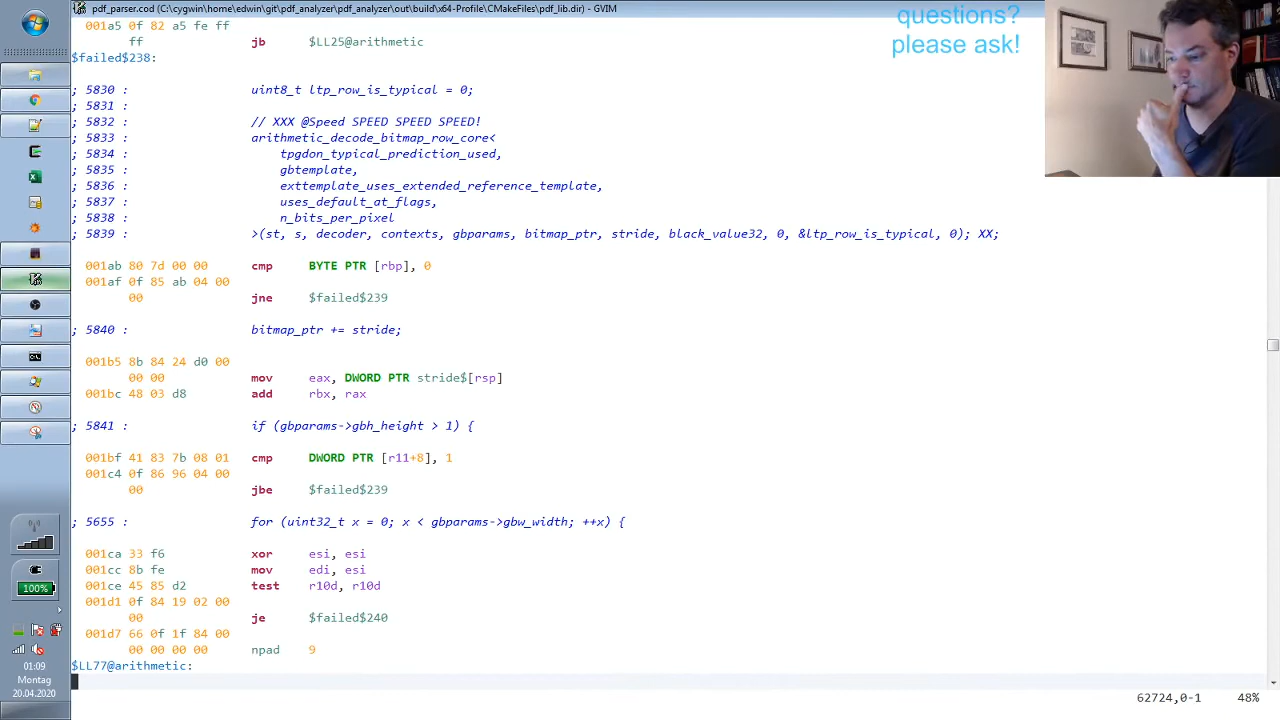 pdf_parser.cod (C:\cygwin\home\edwin\git\pdf_analyzer\pdf_analyzer\out\build\x64-Profile\CMakeFiles\pdf_lib.dir) - GVIM
questions?
please ask!
001a5 0f 82 a5 fe ff
ff jb $LL25@arithmetic
$failed$238:
; 5830 : uint8_t ltp_row_is_typical = 0;
; 5831 :
; 5832 : // XXX @Speed SPEED SPEED SPEED!
; 5833 : arithmetic_decode_bitmap_row_core<
; 5834 : tpgdon_typical_prediction_used,
; 5835 : gbtemplate,
; 5836 : exttemplate_uses_extended_reference_template,
; 5837 : uses_default_at_flags,
; 5838 : n_bits_per_pixel
; 5839 : >(st, s, decoder, contexts, gbparams, bitmap_ptr, stride, black_value32, 0, &ltp_row_is_typical, 0); XX;
001ab 80 7d 00 00 cmp BYTE PTR [rbp], 0
001af 0f 85 ab 04 00
00 jne $failed$239
; 5840 : bitmap_ptr += stride;
001b5 8b 84 24 d0 00
00 00 mov eax, DWORD PTR stride$[rsp]
001bc 48 03 d8 add rbx, rax
; 5841 : if (gbparams->gbh_height > 1) {
001bf 41 83 7b 08 01 cmp DWORD PTR [r11+8], 1
001c4 0f 86 96 04 00
00 jbe $failed$239
; 5655 : for (uint32_t x = 0; x < gbparams->gbw_width; ++x) {
001ca 33 f6 xor esi, esi
001cc 8b fe mov edi, esi
001ce 45 85 d2 test r10d, r10d
001d1 0f 84 19 02 00
00 je $failed$240
001d7 66 0f 1f 84 00
00 00 00 00 npad 9
$LL77@arithmetic:
62724,0-1 48%
100%
01:09
Montag
20.04.2020